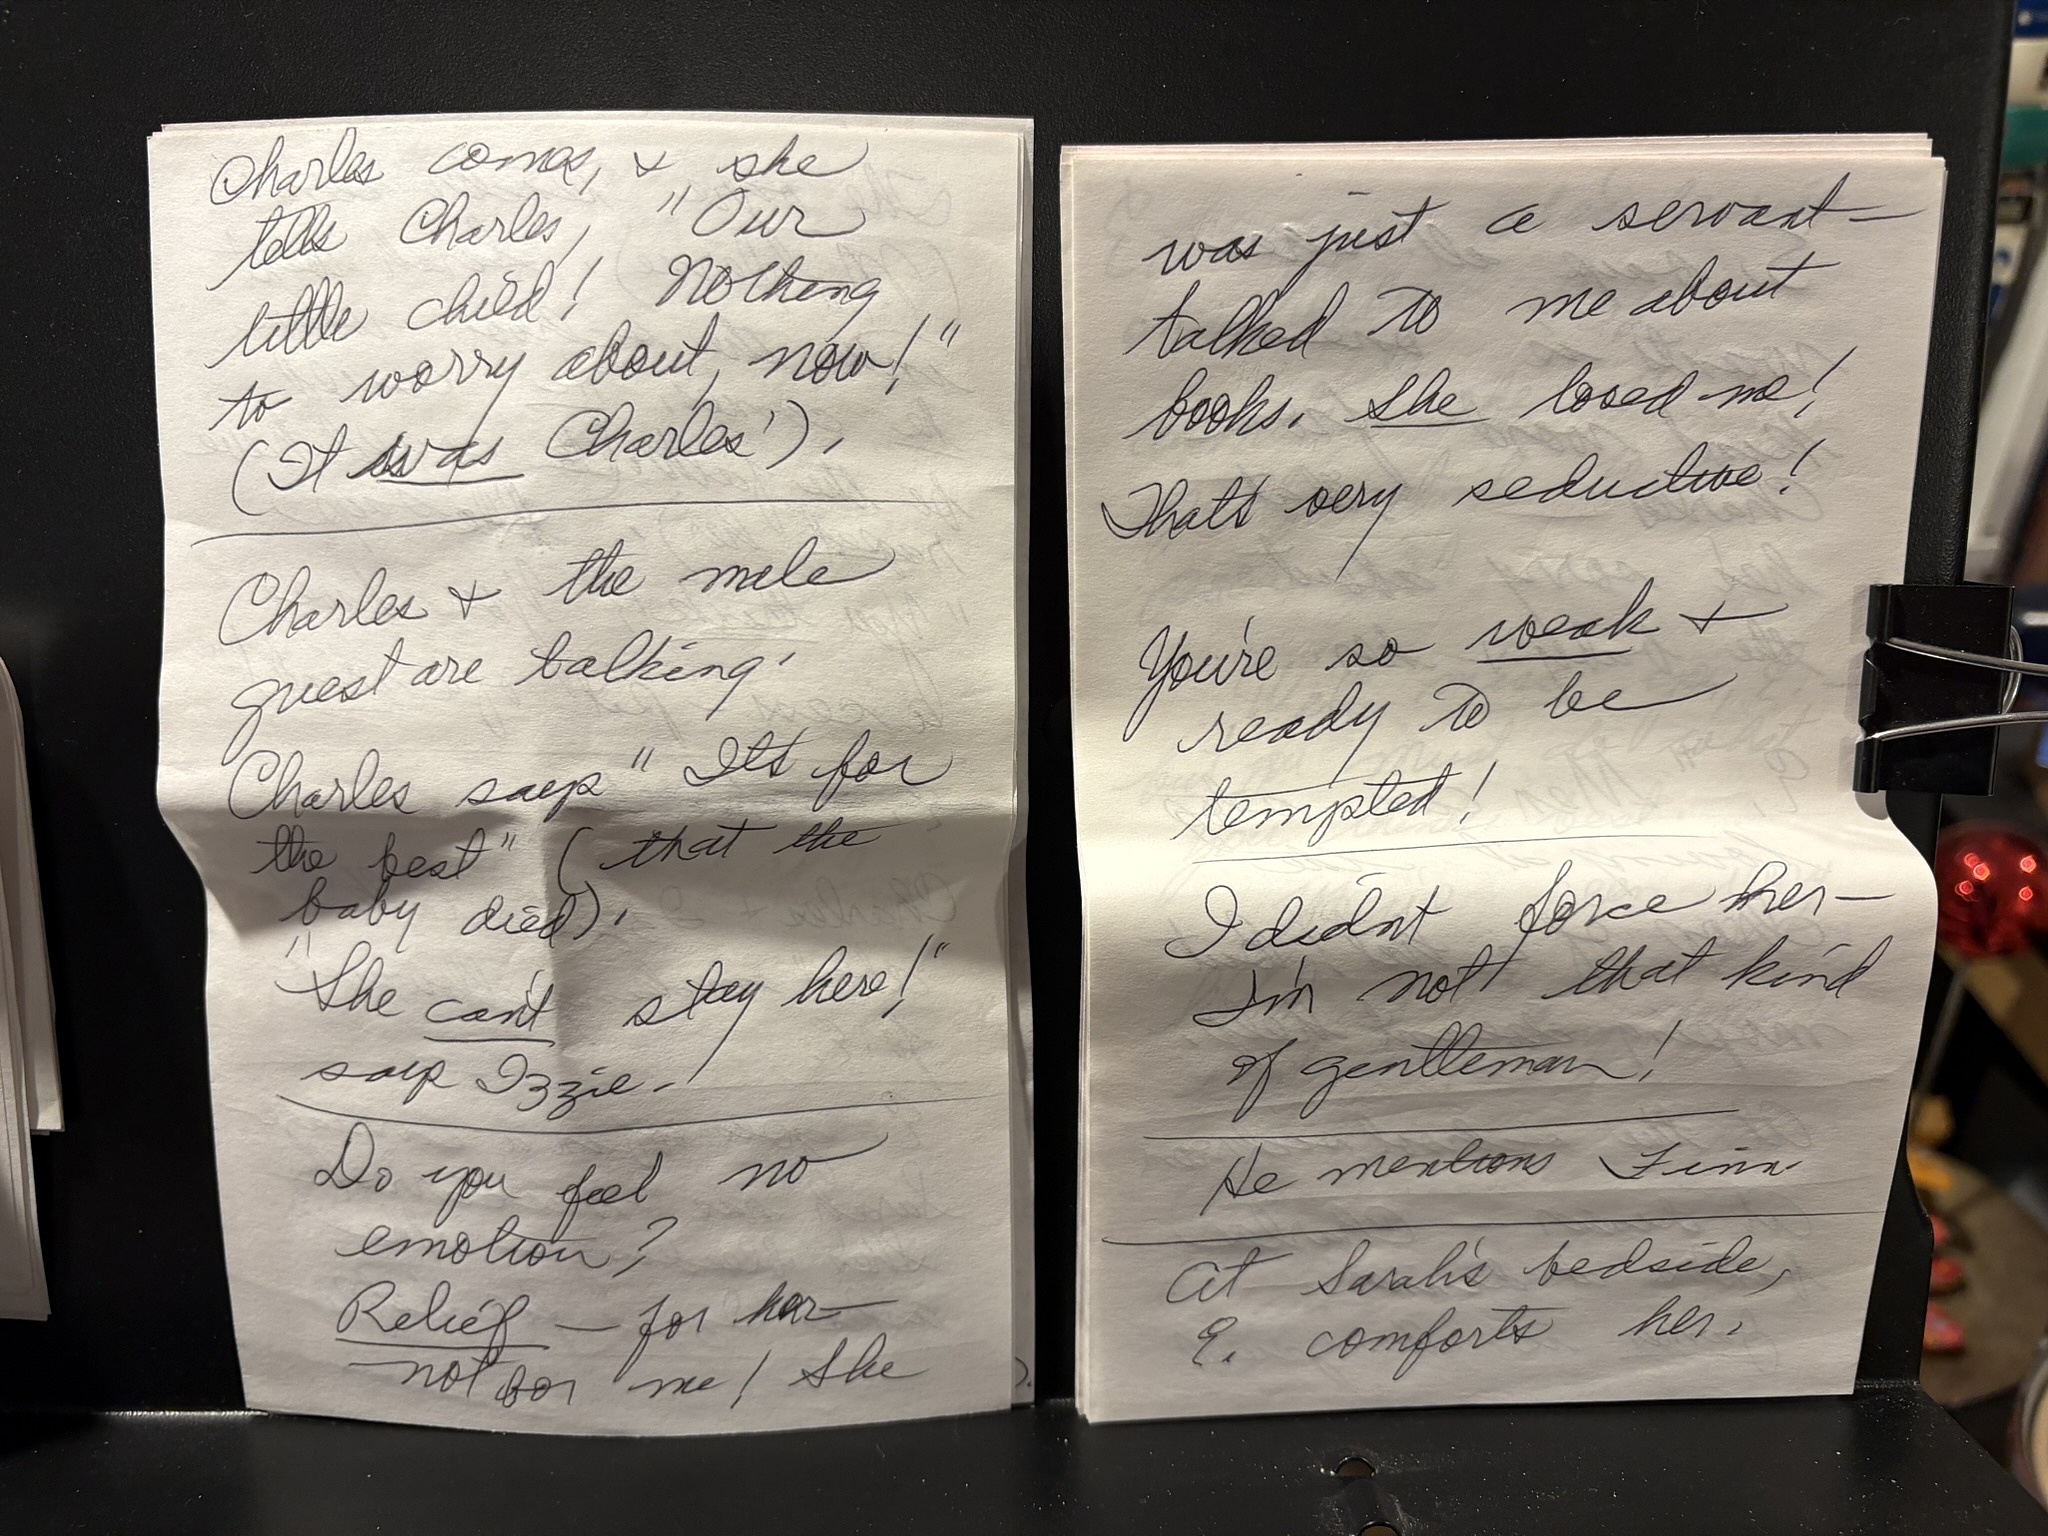 Charles comes, & she
tells Charles, "Our
little child! Nothing
to worry about, now!"
(It was Charles').
Charles & the male
guest are talking.
Charles says "It's for
the best" (that the
baby died).
"She can't stay here!"
says Izzie.
Do you feel no
emotion?
Relief — for her —
not for me! She
was just a servant —
talked to me about
books. She loved me!
That's very seductive!
You're so weak &
ready to be
tempted!
I didn't force her —
I'm not that kind
of gentleman!
He mentions Finn.
At Sarah's bedside,
E. comforts her.